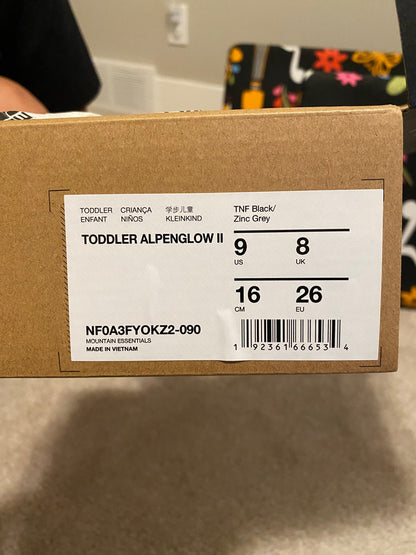 TODDLER CRIANÇA 学步儿童
ENFANT NIÑOS KLEINKIND
TNF Black/
Zinc Grey
TODDLER ALPENGLOW II
9 8
US UK
16 26
CM EU
NF0A3FYOKZ2-090
MOUNTAIN ESSENTIALS
MADE IN VIETNAM
1 92361 66653 4